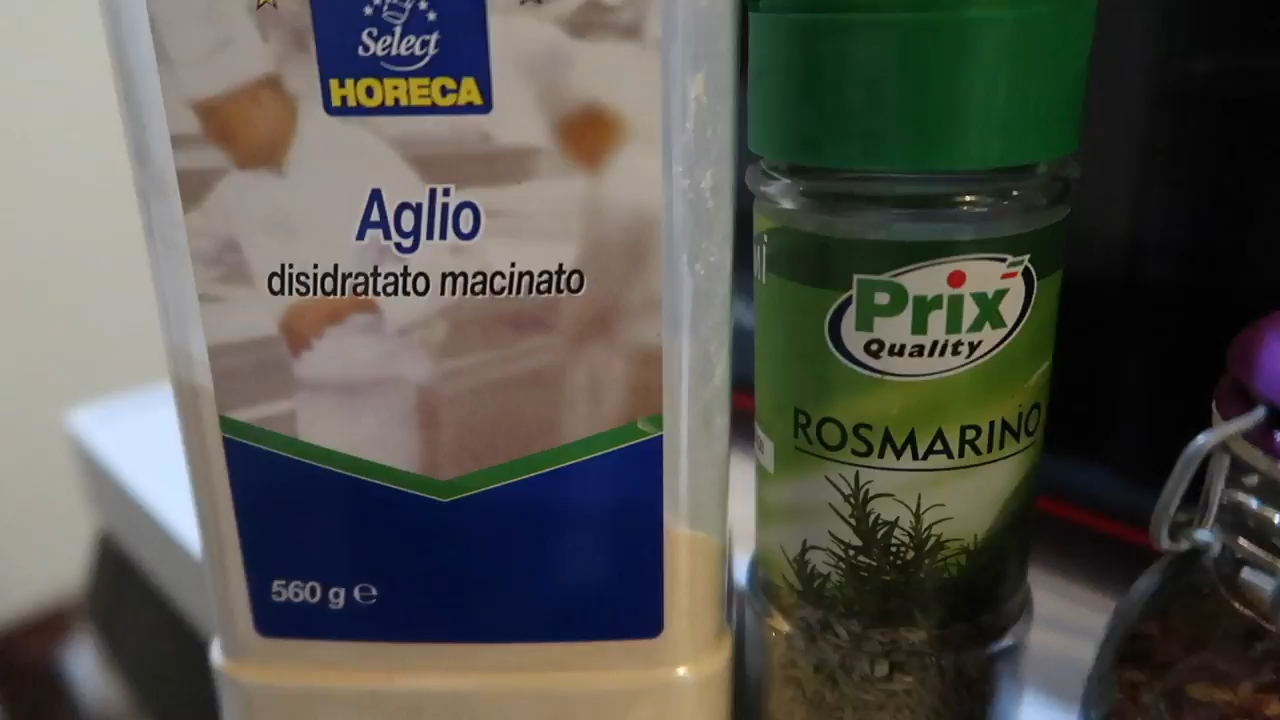 Select
HORECA
Aglio
disidratato macinato
560 g ℮
Prix
Quality
ROSMARINO